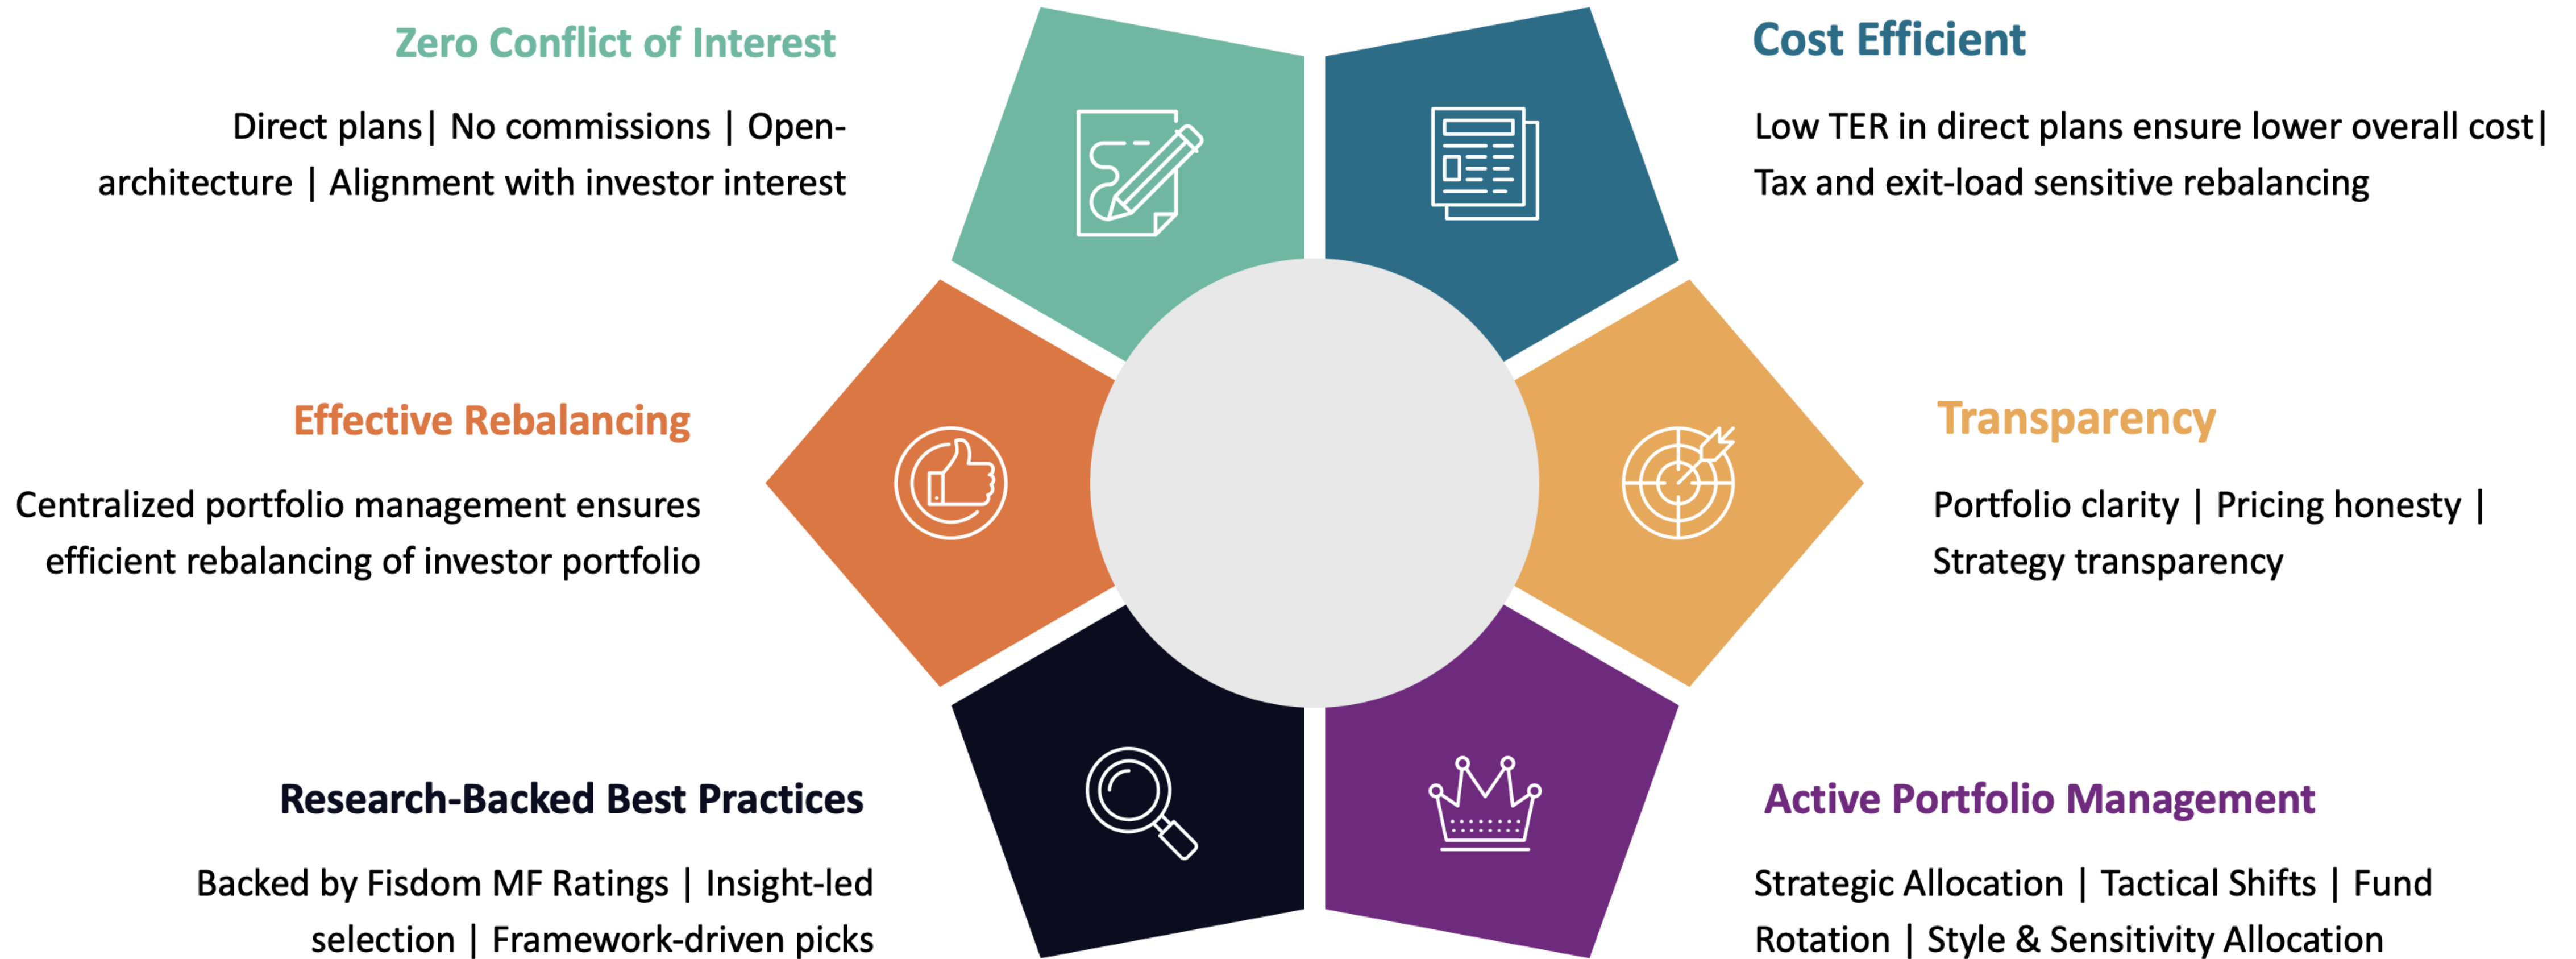 Zero Conflict of Interest
Direct plans| No commissions | Open-
architecture | Alignment with investor interest
Cost Efficient
Low TER in direct plans ensure lower overall cost|
Tax and exit-load sensitive rebalancing
Effective Rebalancing
Centralized portfolio management ensures
efficient rebalancing of investor portfolio
Transparency
Portfolio clarity | Pricing honesty |
Strategy transparency
Research-Backed Best Practices
Backed by Fisdom MF Ratings | Insight-led
selection | Framework-driven picks
Active Portfolio Management
Strategic Allocation | Tactical Shifts | Fund
Rotation | Style & Sensitivity Allocation